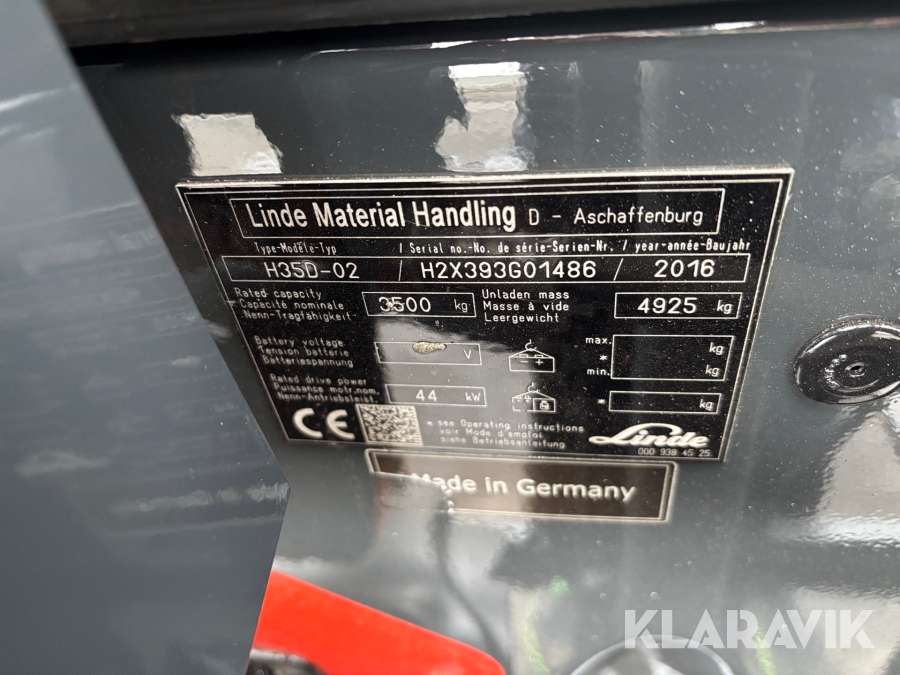 Linde Material Handling D - Aschaffenburg
Type-Modèle-Typ / Serial no.-No. de série-Serien-Nr. / year-année-Baujahr
H35D-02 / H2X393G01486 / 2016
Rated capacity
Capacité nominale
Nenn-Tragfähigkeit
3500 kg
Unladen mass
Masse à vide
Leergewicht
4925 kg
Battery voltage
Tension batterie
Batteriespannung
V
max.
*
min.
kg
kg
Rated drive power
Puissance motr.nom.
Nenn-Antriebsleist.
44 kW
* kg
CE
* see Operating instructions
voir Mode d'emploi
siehe Betriebsanleitung
Linde
000 938 45 25
Made in Germany
KLARAVIK